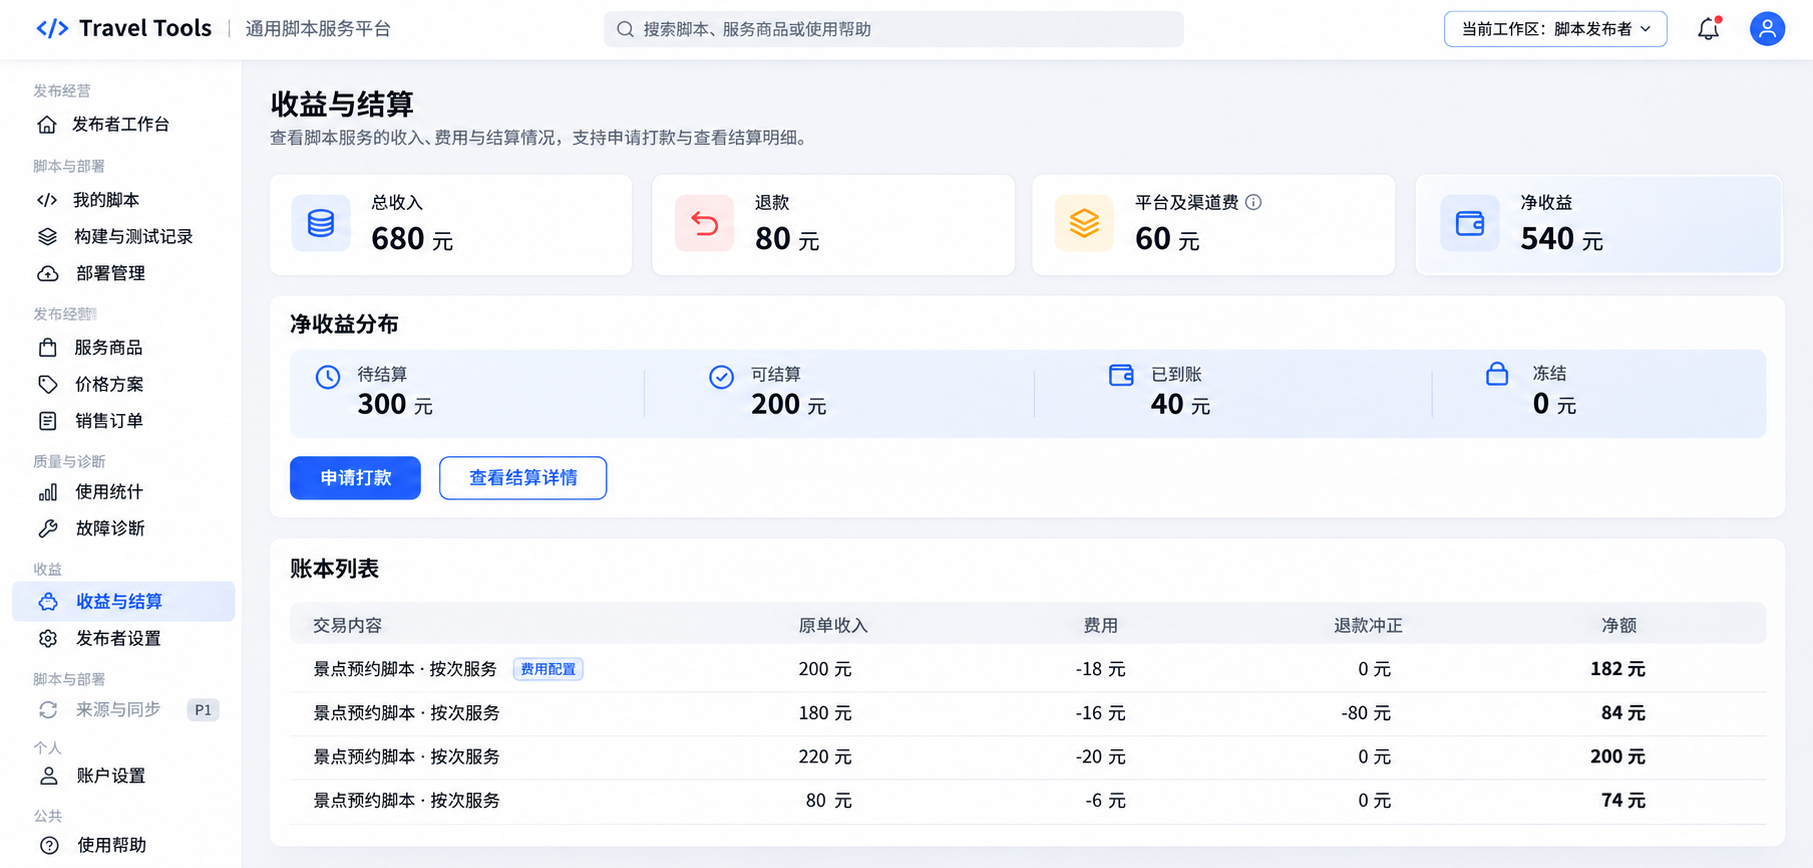 </> Travel Tools | 通用脚本服务平台
搜索脚本、服务商品或使用帮助
当前工作区：脚本发布者
发布经营
发布者工作台
脚本与部署
我的脚本
构建与测试记录
部署管理
发布经营
服务商品
价格方案
销售订单
质量与诊断
使用统计
故障诊断
收益
收益与结算
发布者设置
脚本与部署
来源与同步 P1
个人
账户设置
公共
使用帮助
收益与结算
查看脚本服务的收入、费用与结算情况，支持申请打款与查看结算明细。
总收入
680 元
退款
80 元
平台及渠道费
60 元
净收益
540 元
净收益分布
待结算
300 元
可结算
200 元
已到账
40 元
冻结
0 元
申请打款 查看结算详情
账本列表
交易内容 原单收入 费用 退款冲正 净额
景点预约脚本 · 按次服务 费用配置 200 元 -18 元 0 元 182 元
景点预约脚本 · 按次服务 180 元 -16 元 -80 元 84 元
景点预约脚本 · 按次服务 220 元 -20 元 0 元 200 元
景点预约脚本 · 按次服务 80 元 -6 元 0 元 74 元